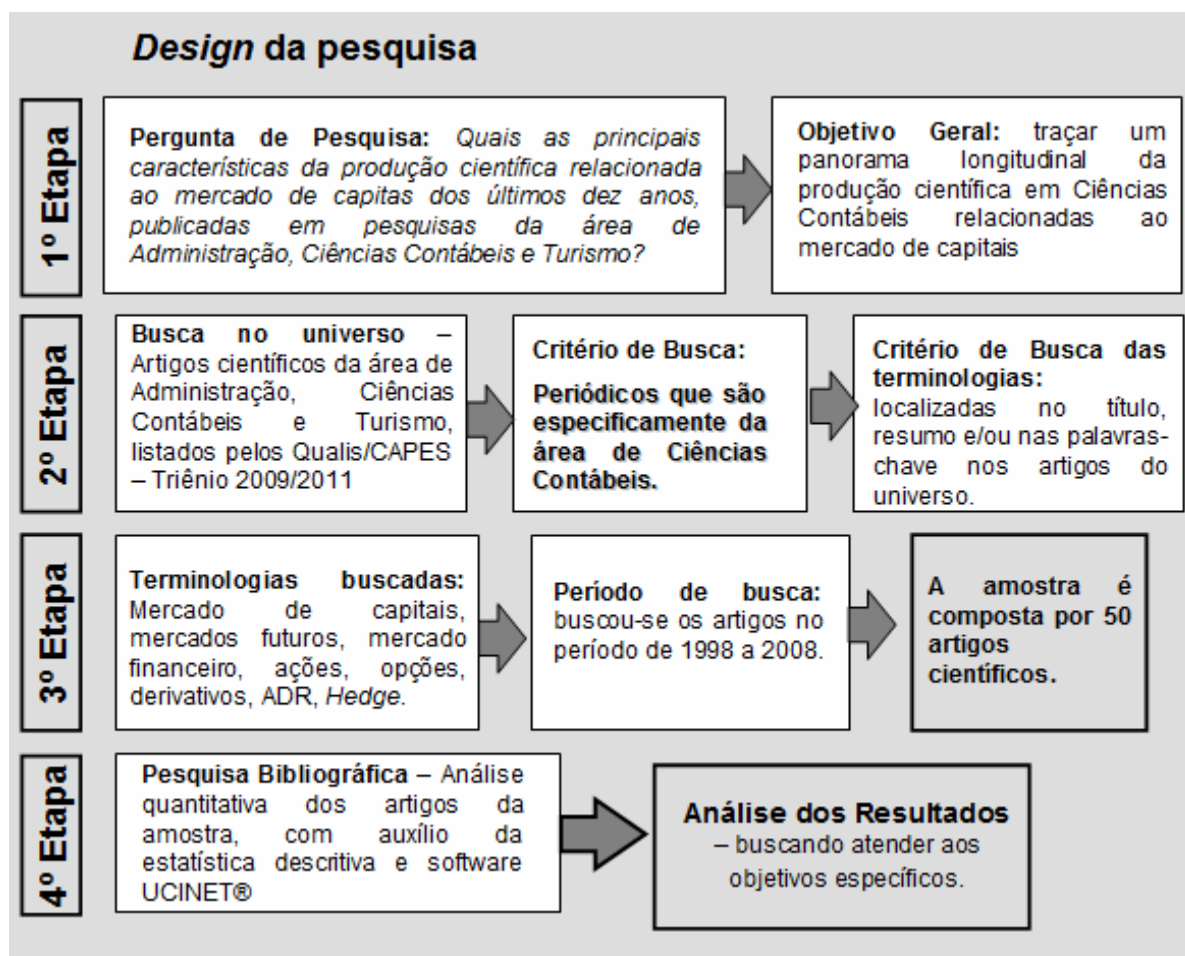 Design da pesquisa
1º Etapa
Pergunta de Pesquisa: Quais as principais
características da produção científica relacionada
ao mercado de capitas dos últimos dez anos,
publicadas em pesquisas da área de
Administração, Ciências Contábeis e Turismo?
Objetivo Geral: traçar um
panorama longitudinal da
produção científica em Ciências
Contábeis relacionadas ao
mercado de capitais
2º Etapa
Busca no universo –
Artigos científicos da área de
Administração, Ciências
Contábeis e Turismo,
listados pelos Qualis/CAPES
– Triênio 2009/2011
Critério de Busca:
Periódicos que são
especificamente da
área de Ciências
Contábeis.
Critério de Busca das
terminologias:
localizadas no título,
resumo e/ou nas palavras-
chave nos artigos do
universo.
3º Etapa
Terminologias buscadas:
Mercado de capitais,
mercados futuros, mercado
financeiro, ações, opções,
derivativos, ADR, Hedge.
Período de busca:
buscou-se os artigos no
período de 1998 a 2008.
A amostra é
composta por 50
artigos
científicos.
4º Etapa
Pesquisa Bibliográfica – Análise
quantitativa dos artigos da
amostra, com auxílio da
estatística descritiva e software
UCINET®
Análise dos Resultados
– buscando atender aos
objetivos específicos.